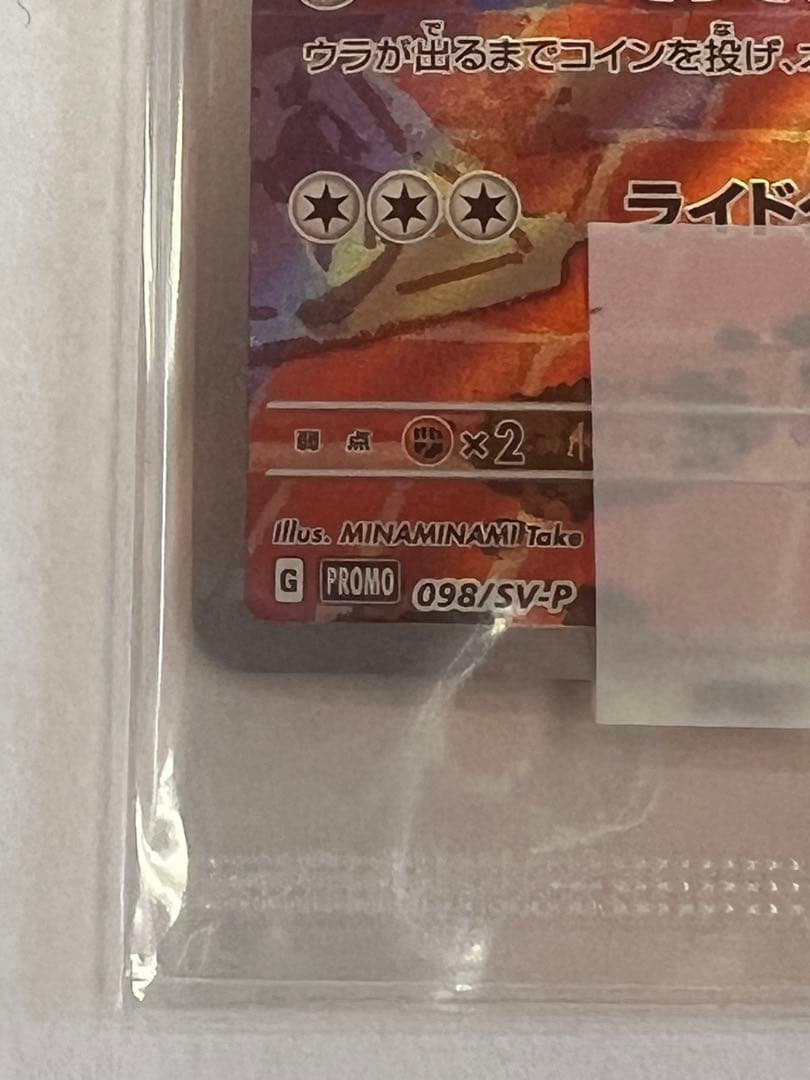 ウラが出るまでコインを投げ、
ライド
弱点 ×2
Illus. MINAMINAMI Take
G PROMO 098/SV-P